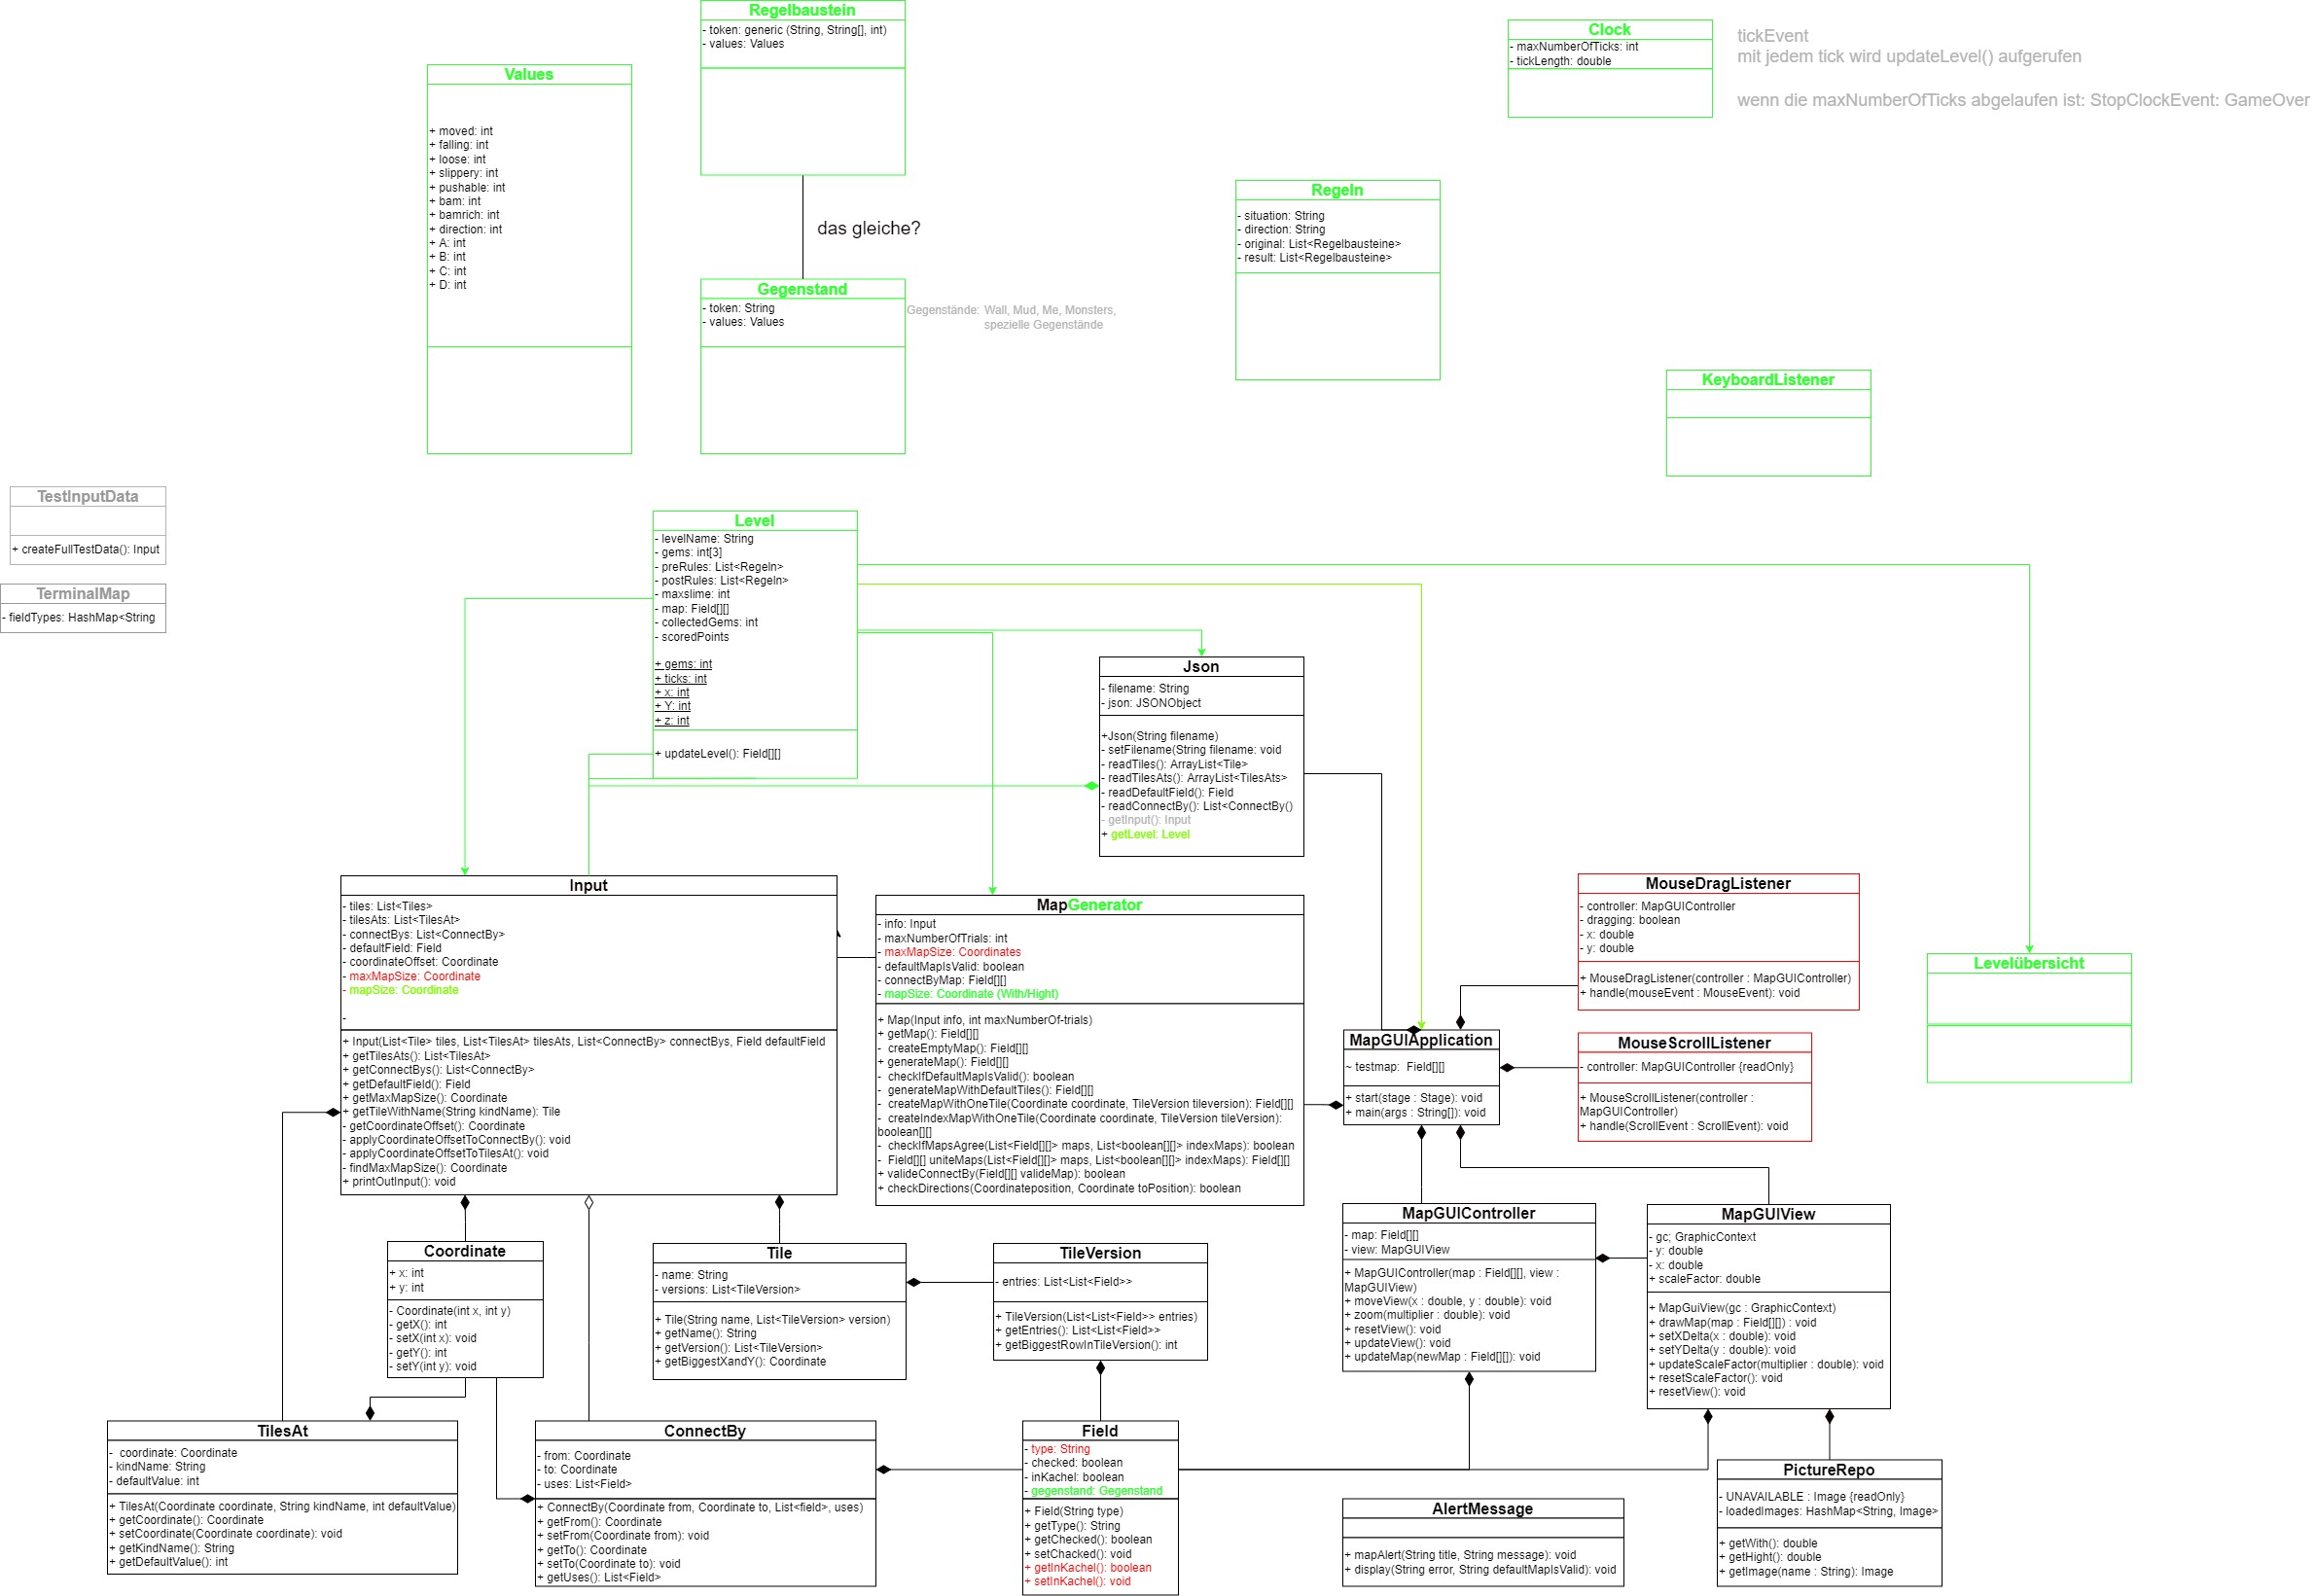 Regelbaustein
- token: generic (String, String[], int)
- values: Values
Clock
- maxNumberOfTicks: int
- tickLength: double
tickEvent
mit jedem tick wird updateLevel() aufgerufen
wenn die maxNumberOfTicks abgelaufen ist: StopClockEvent: GameOver
Values
+ moved: int
+ falling: int
+ loose: int
+ slippery: int
+ pushable: int
+ bam: int
+ bamrich: int
+ direction: int
+ A: int
+ B: int
+ C: int
+ D: int
das gleiche?
Regeln
- situation: String
- direction: String
- original: List<Regelbausteine>
- result: List<Regelbausteine>
Gegenstand
- token: String
- values: Values
Gegenstände: Wall, Mud, Me, Monsters,
spezielle Gegenstände
KeyboardListener
TestInputData
+ createFullTestData(): Input
TerminalMap
- fieldTypes: HashMap<String
Level
- levelName: String
- gems: int[3]
- preRules: List<Regeln>
- postRules: List<Regeln>
- maxslime: int
- map: Field[][]
- collectedGems: int
- scoredPoints
+ gems: int
+ ticks: int
+ x: int
+ Y: int
+ z: int
+ updateLevel(): Field[][]
Json
- filename: String
- json: JSONObject
+Json(String filename)
- setFilename(String filename: void
- readTiles(): ArrayList<Tile>
- readTilesAts(): ArrayList<TilesAts>
- readDefaultField(): Field
- readConnectBy(): List<ConnectBy()
- getInput(): Input
+ getLevel: Level
Input
- tiles: List<Tiles>
- tilesAts: List<TilesAt>
- connectBys: List<ConnectBy>
- defaultField: Field
- coordinateOffset: Coordinate
- maxMapSize: Coordinate
- mapSize: Coordinate
-
+ Input(List<Tile> tiles, List<TilesAt> tilesAts, List<ConnectBy> connectBys, Field defaultField
+ getTilesAts(): List<TilesAt>
+ getConnectBys(): List<ConnectBy>
+ getDefaultField(): Field
+ getMaxMapSize(): Coordinate
+ getTileWithName(String kindName): Tile
- getCoordinateOffset(): Coordinate
- applyCoordinateOffsetToConnectBy(): void
- applyCoordinateOffsetToTilesAt(): void
- findMaxMapSize(): Coordinate
+ printOutInput(): void
MapGenerator
- info: Input
- maxNumberOfTrials: int
- maxMapSize: Coordinates
- defaultMapIsValid: boolean
- connectByMap: Field[][]
- mapSize: Coordinate (With/Hight)
+ Map(Input info, int maxNumberOf-trials)
+ getMap(): Field[][]
- createEmptyMap(): Field[][]
+ generateMap(): Field[][]
- checkIfDefaultMapIsValid(): boolean
- generateMapWithDefaultTiles(): Field[][]
- createMapWithOneTile(Coordinate coordinate, TileVersion tileversion): Field[][]
- createIndexMapWithOneTile(Coordinate coordinate, TileVersion tileVersion):
boolean[][]
- checkIfMapsAgree(List<Field[][]> maps, List<boolean[][]> indexMaps): boolean
- Field[][] uniteMaps(List<Field[][]> maps, List<boolean[][]> indexMaps): Field[][]
+ valideConnectBy(Field[][] valideMap): boolean
+ checkDirections(Coordinateposition, Coordinate toPosition): boolean
MouseDragListener
- controller: MapGUIController
- dragging: boolean
- x: double
- y: double
+ MouseDragListener(controller : MapGUIController)
+ handle(mouseEvent : MouseEvent): void
Levelübersicht
MapGUIApplication
~ testmap: Field[][]
+ start(stage : Stage): void
+ main(args : String[]): void
MouseScrollListener
- controller: MapGUIController {readOnly}
+ MouseScrollListener(controller :
MapGUIController)
+ handle(ScrollEvent : ScrollEvent): void
Coordinate
+ x: int
+ y: int
- Coordinate(int x, int y)
- getX(): int
- setX(int x): void
- getY(): int
- setY(int y): void
Tile
- name: String
- versions: List<TileVersion>
+ Tile(String name, List<TileVersion> version)
+ getName(): String
+ getVersion(): List<TileVersion>
+ getBiggestXandY(): Coordinate
TileVersion
- entries: List<List<Field>>
+ TileVersion(List<List<Field>> entries)
+ getEntries(): List<List<Field>>
+ getBiggestRowInTileVersion(): int
MapGUIController
- map: Field[][]
- view: MapGUIView
+ MapGUIController(map : Field[][], view :
MapGUIView)
+ moveView(x : double, y : double): void
+ zoom(multiplier : double): void
+ resetView(): void
+ updateView(): void
+ updateMap(newMap : Field[][]): void
MapGUIView
- gc; GraphicContext
- y: double
- x: double
+ scaleFactor: double
+ MapGuiView(gc : GraphicContext)
+ drawMap(map : Field[][]) : void
+ setXDelta(x : double): void
+ setYDelta(y : double): void
+ updateScaleFactor(multiplier : double): void
+ resetScaleFactor(): void
+ resetView(): void
TilesAt
- coordinate: Coordinate
- kindName: String
- defaultValue: int
+ TilesAt(Coordinate coordinate, String kindName, int defaultValue)
+ getCoordinate(): Coordinate
+ setCoordinate(Coordinate coordinate): void
+ getKindName(): String
+ getDefaultValue(): int
ConnectBy
- from: Coordinate
- to: Coordinate
- uses: List<Field>
+ ConnectBy(Coordinate from, Coordinate to, List<field>, uses)
+ getFrom(): Coordinate
+ setFrom(Coordinate from): void
+ getTo(): Coordinate
+ setTo(Coordinate to): void
+ getUses(): List<Field>
Field
- type: String
- checked: boolean
- inKachel: boolean
- gegenstand: Gegenstand
+ Field(String type)
+ getType(): String
+ getChecked(): boolean
+ setChacked(): void
+ getInKachel(): boolean
+ setInKachel(): void
AlertMessage
+ mapAlert(String title, String message): void
+ display(String error, String defaultMapIsValid): void
PictureRepo
- UNAVAILABLE : Image {readOnly}
- loadedImages: HashMap<String, Image>
+ getWith(): double
+ getHight(): double
+ getImage(name : String): Image